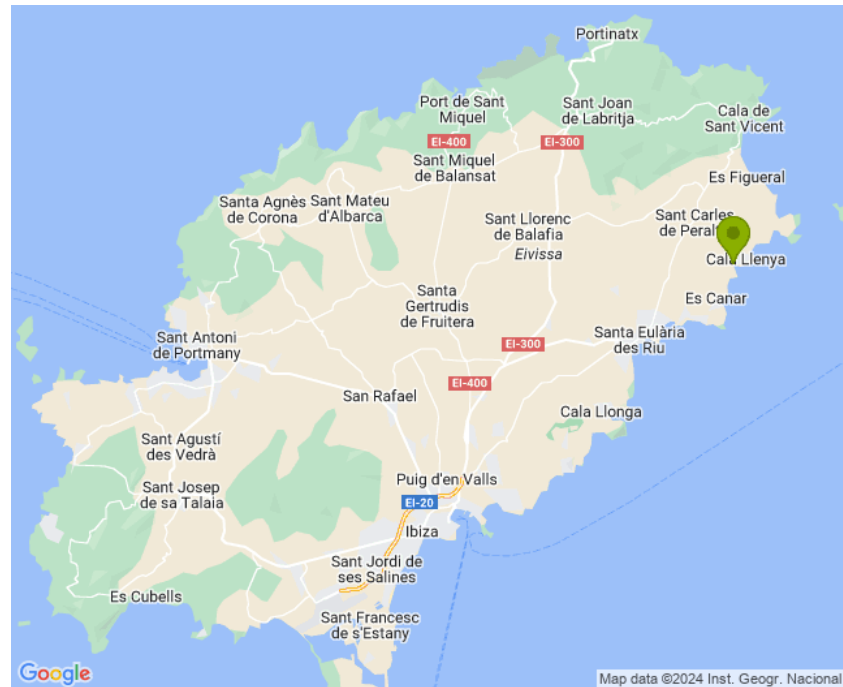 Portinatx
Port de Sant
Miquel
Sant Joan
de Labritja
Cala de
Sant Vicent
EI-400
EI-300
Sant Miquel
de Balansat
Es Figueral
Santa Agnès
de Corona
Sant Mateu
d'Albarca
Sant Llorenc
de Balafia
Sant Carles
de Peral
Eivissa
Cala Llenya
Santa
Gertrudis
de Fruitera
Es Canar
Sant Antoni
de Portmany
Santa Eulària
des Riu
EI-300
EI-400
San Rafael
Cala Llonga
Sant Agustí
des Vedrà
Puig d'en Valls
Sant Josep
de sa Talaia
EI-20
Ibiza
Sant Jordi de
ses Salines
Es Cubells
Sant Francesc
de s'Estany
Google
Map data ©2024 Inst. Geogr. Nacional